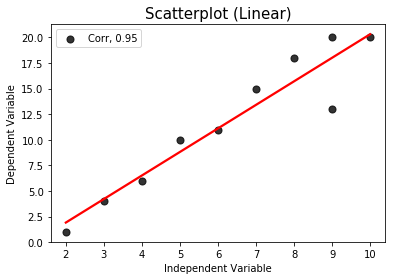 Scatterplot (Linear)
Corr, 0.95
Dependent Variable
20.0
17.5
15.0
12.5
10.0
7.5
5.0
2.5
0.0
2 3 4 5 6 7 8 9 10
Independent Variable